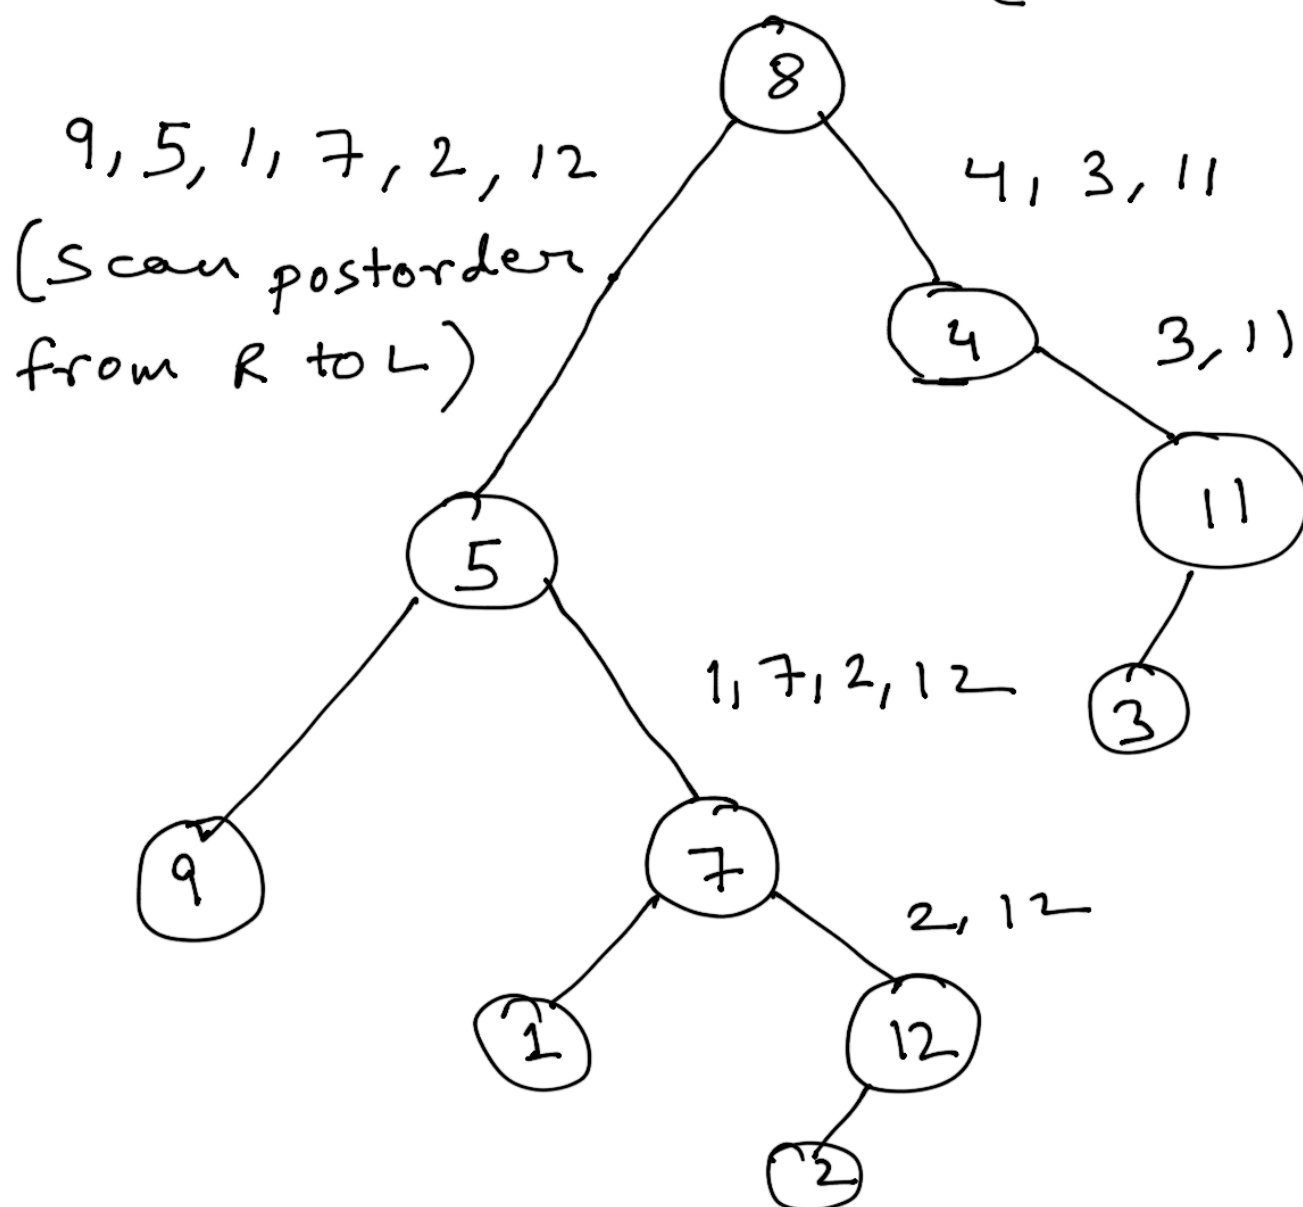 8
9, 5, 1, 7, 2, 12
4, 3, 11
(Scan postorder
from R to L)
4
3, 11
11
5
1, 7, 2, 12
3
9
7
2, 12
1
12
2